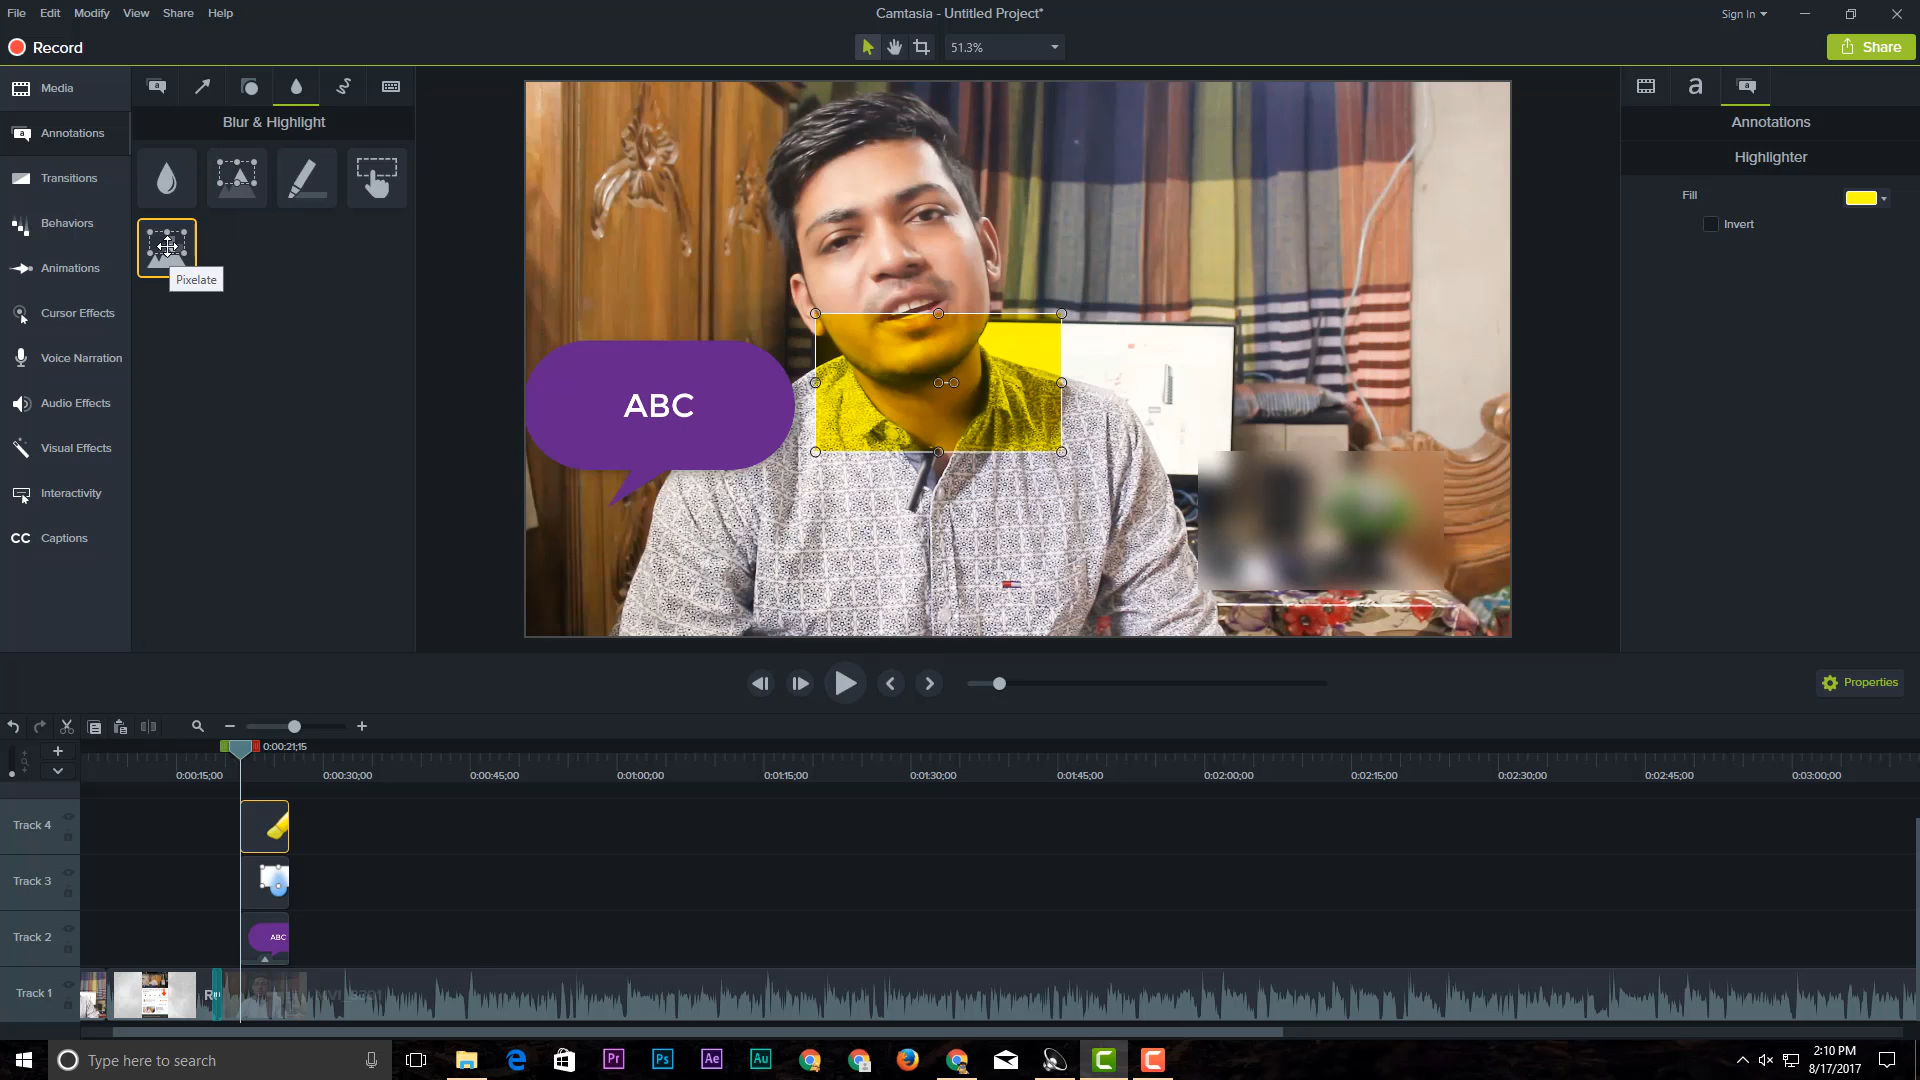 File Edit Modify View Share Help
Camtasia - Untitled Project*
Sign In
Record
51.3%
Share
Media
Annotations
Transitions
Behaviors
Animations
Cursor Effects
Voice Narration
Audio Effects
Visual Effects
Interactivity
CC Captions
Blur & Highlight
Pixelate
ABC
a
Annotations
Highlighter
Fill
Invert
Properties
0:00:21;15
0:00:15;00 0:00:30;00 0:00:45;00 0:01:00;00 0:01:15;00 0:01:30;00 0:01:45;00 0:02:00;00 0:02:15;00 0:02:30;00 0:02:45;00 0:03:00;00
Track 4
Track 3
Track 2
ABC
Track 1
Type here to search
Pr Ps Ae Au
2:10 PM
8/17/2017